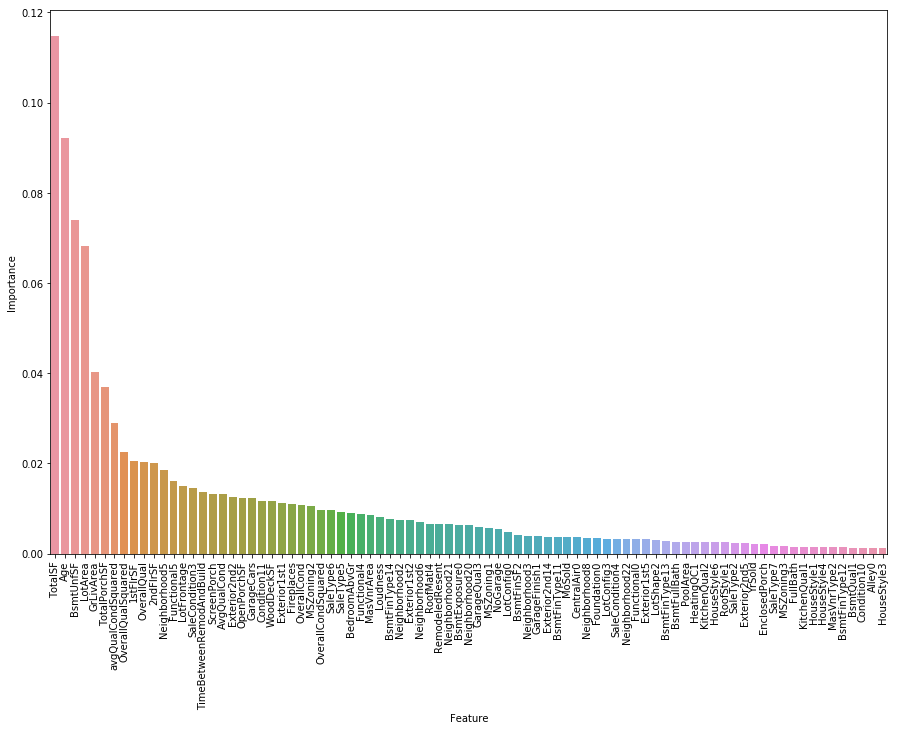 0.12
0.10
0.08
0.06
0.04
0.02
0.00
Importance
TotalSF
Age
BsmtUnfSF
LotArea
GrLivArea
TotalPorchSF
avgQualCondSquared
OverallQualSquared
1stFlrSF
OverallQual
2ndFlrSF
Neighborhood5
Functional5
LotFrontage
SaleCondition1
TimeBetweenRemodAndBuild
ScreenPorch
AvgQualCond
Exterior2nd2
OpenPorchSF
GarageCars
Condition11
WoodDeckSF
Exterior1st1
Fireplaces
OverallCond
MSZoning2
OverallCondSquared
SaleType6
SaleType5
BedroomAbvGr
Functional4
MasVnrArea
Foundness
BsmtFinType14
Neighborhood2
Exterior1st2
Neighborhood6
RoofMatl4
RemodeledResent
Neighborhood21
BsmtExposure0
Neighborhood20
GarageQual1
MSZoning1
NoGarage
LotConfig0
BsmtFinSF2
Neighborhood3
GarageFinish1
Exterior2nd14
BsmtFinType11
MoSold
CentralAir0
Neighborhood8
Foundation0
LotConfig1
SaleCondition4
Neighborhood22
Functional0
Exterior1st5
LotShape2
BsmtFinType13
BsmtFullBath
PoolArea
HeatingQC1
KitchenQual2
HouseStyle6
RoofStyle1
SaleType2
Exterior2nd5
YrSold
EnclosedPorch
SaleType7
MSZoning3
FullBath
KitchenQual1
HouseStyle1
HouseStyle4
MasVnrType2
BsmtFinType12
BsmtQual1
Condition10
Alley0
HouseStyle3
Feature